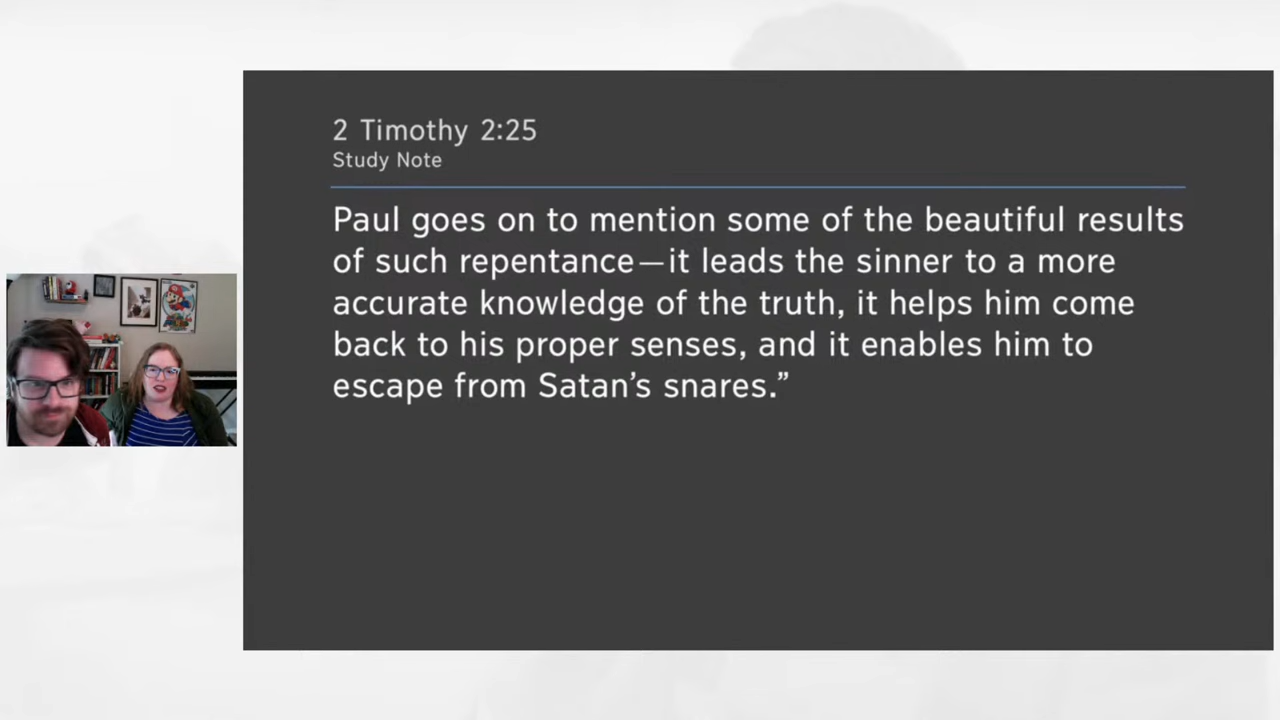 2 Timothy 2:25
Study Note
Paul goes on to mention some of the beautiful results
of such repentance—it leads the sinner to a more
accurate knowledge of the truth, it helps him come
back to his proper senses, and it enables him to
escape from Satan’s snares.”